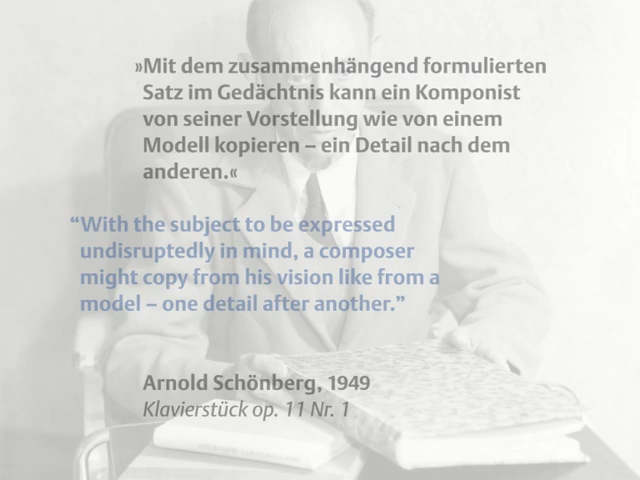 »Mit dem zusammenhängend formulierten
Satz im Gedächtnis kann ein Komponist
von seiner Vorstellung wie von einem
Modell kopieren – ein Detail nach dem
anderen.«
“With the subject to be expressed
undisruptedly in mind, a composer
might copy from his vision like from a
model – one detail after another.”
Arnold Schönberg, 1949
Klavierstück op. 11 Nr. 1